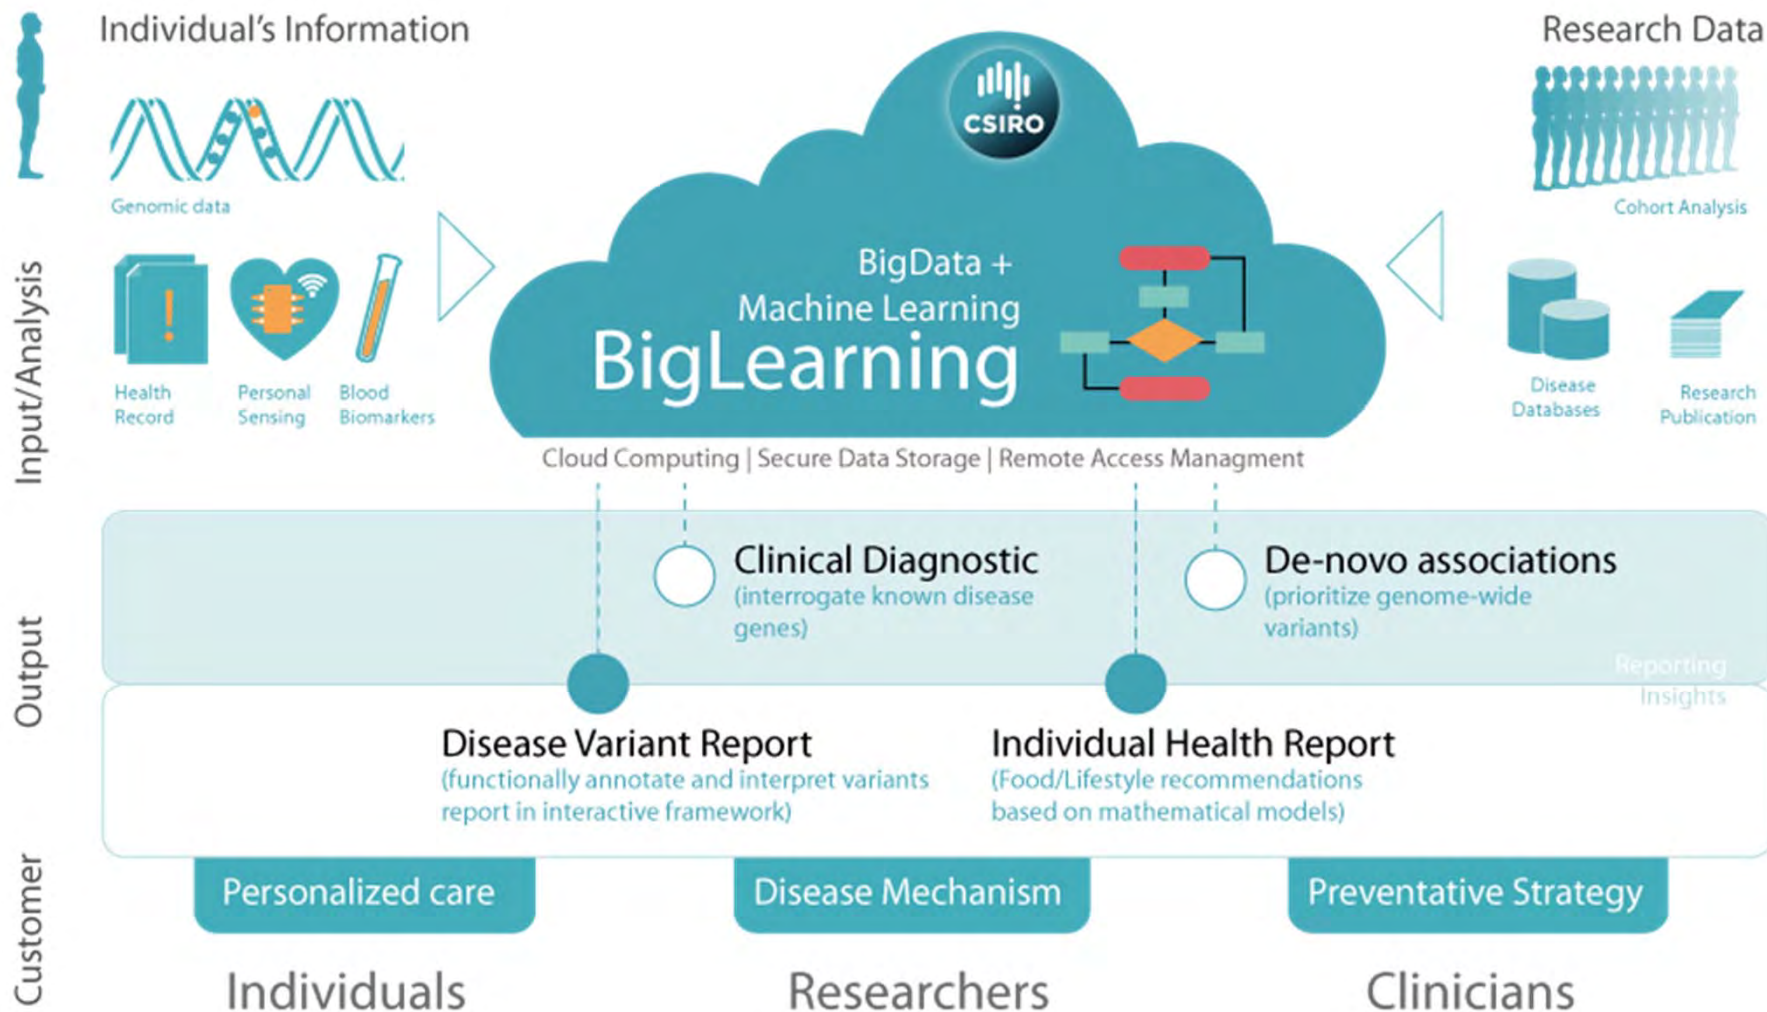 Individual's Information
Research Data
CSIRO
Genomic data
Cohort Analysis
Input/Analysis
Health
Record
Personal
Sensing
Blood
Biomarkers
BigData +
Machine Learning
BigLearning
Disease
Databases
Research
Publication
Cloud Computing | Secure Data Storage | Remote Access Managment
Output
Clinical Diagnostic
(interrogate known disease
genes)
De-novo associations
(prioritize genome-wide
variants)
Reporting
Insights
Disease Variant Report
(functionally annotate and interpret variants
report in interactive framework)
Individual Health Report
(Food/Lifestyle recommendations
based on mathematical models)
Customer
Personalized care
Disease Mechanism
Preventative Strategy
Individuals
Researchers
Clinicians